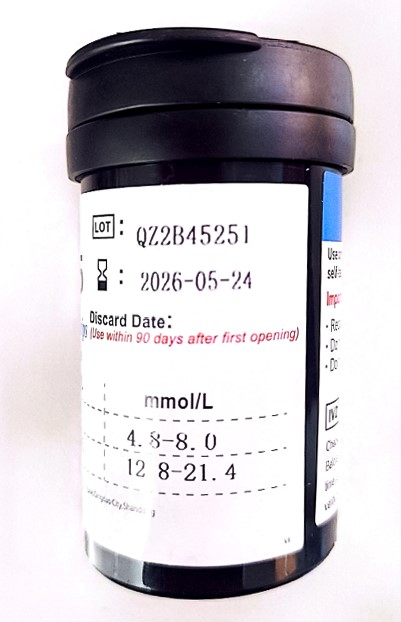 LOT : QZ2B45251
: 2026-05-24
Discard Date:
(Use within 90 days after first opening)
mmol/L
4.8-8.0
12 8-21.4
Use
self
Impo
IVD